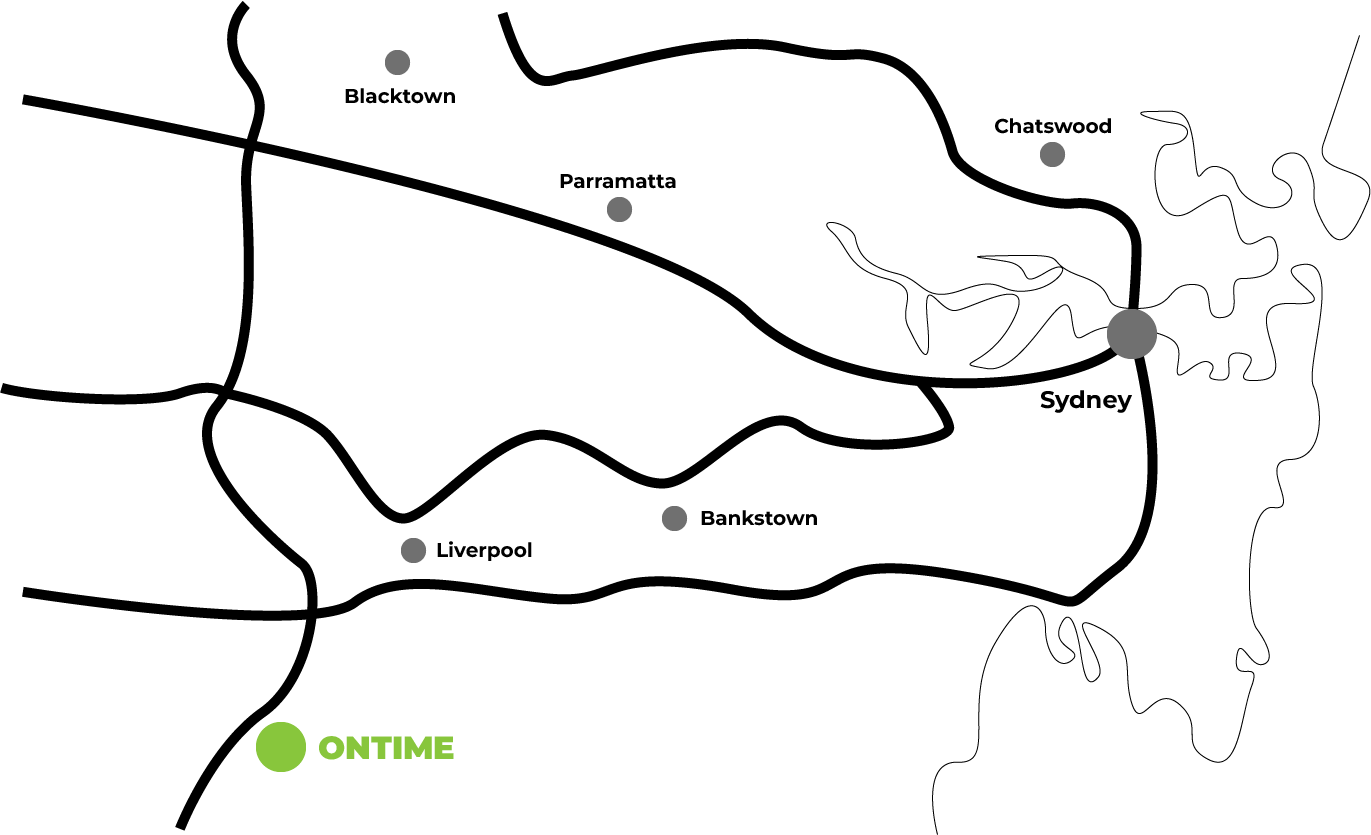 Blacktown
Chatswood
Parramatta
Sydney
Bankstown
Liverpool
ONTIME